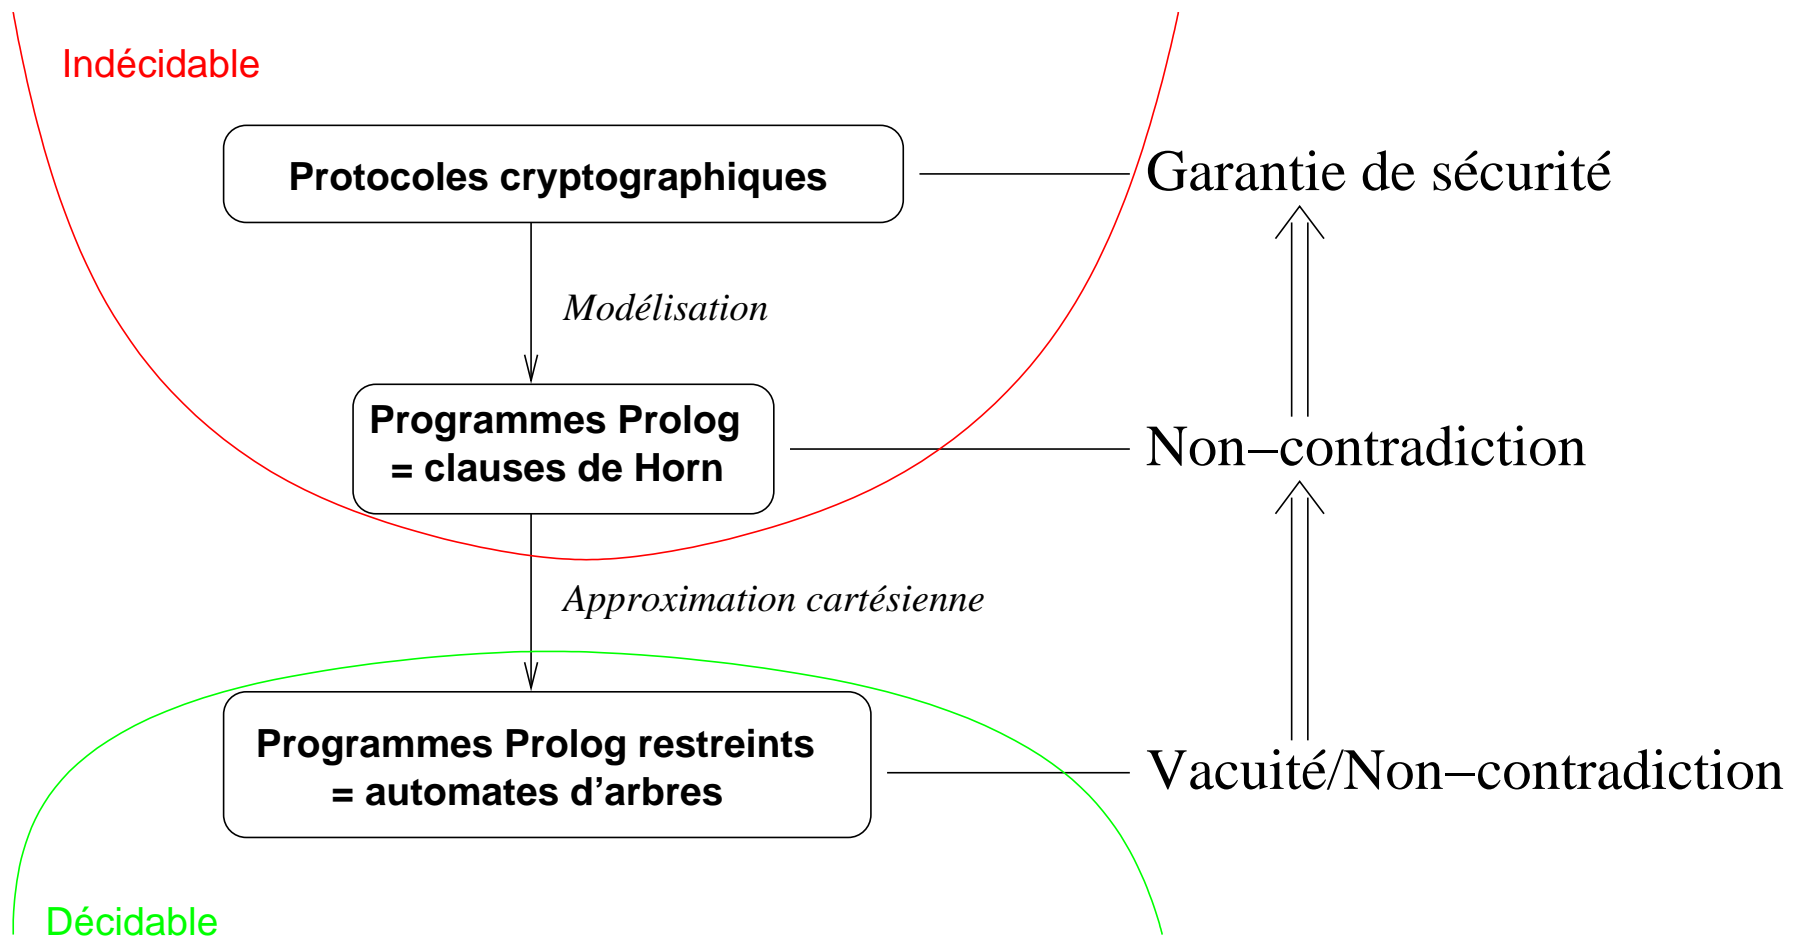 Indécidable
Protocoles cryptographiques
Garantie de sécurité
Modélisation
Programmes Prolog
= clauses de Horn
Non−contradiction
Approximation cartésienne
Programmes Prolog restreints
= automates d'arbres
Vacuité/Non−contradiction
Décidable